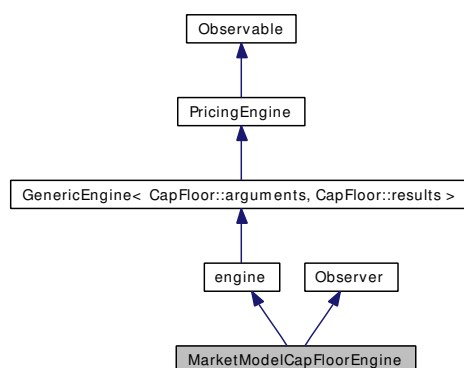 Observable
PricingEngine
GenericEngine< CapFloor::arguments, CapFloor::results >
engine
Observer
MarketModelCapFloorEngine